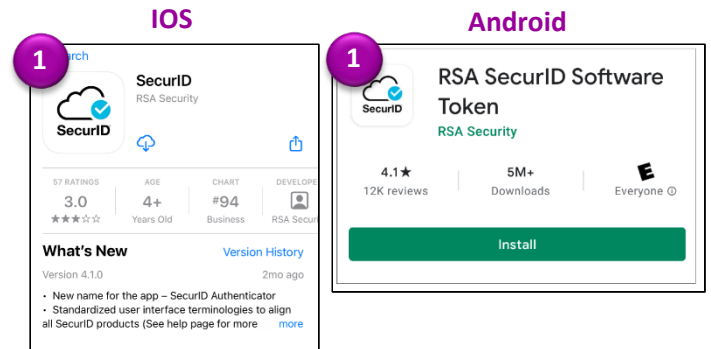 IOS
Android
1
arch
SecurID
SecurID
RSA Security
57 RATINGS
3.0
★★★☆☆
AGE
4+
Years Old
CHART
#94
Business
DEVELOPE
RSA Secur
What's New
Version History
Version 4.1.0
2mo ago
• New name for the app – SecurID Authenticator
• Standardized user interface terminologies to align
all SecurID products (See help page for more
more
1
SecurID
RSA SecurID Software
Token
RSA Security
4.1★
12K reviews
5M+
Downloads
E
Everyone
Install